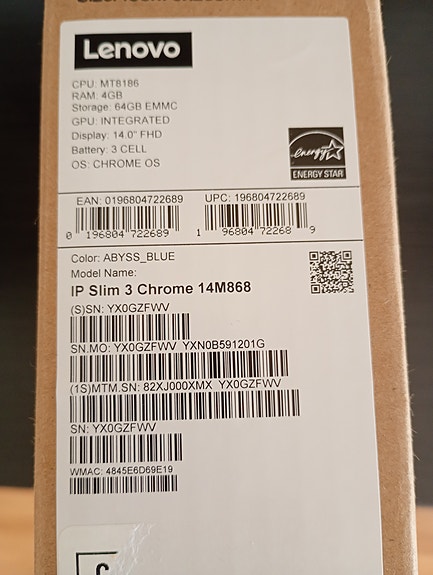 Lenovo
CPU: MT8186
RAM: 4GB
Storage: 64GB EMMC
GPU: INTEGRATED
Display: 14.0" FHD
Battery: 3 CELL
OS: CHROME OS
energy
ENERGY STAR
EAN: 0196804722689 UPC: 196804722689
0 196804 722689 1 96804 72268 9
Color: ABYSS_BLUE
Model Name:
IP Slim 3 Chrome 14M868
(S)SN: YX0GZFWV
SN.MO: YX0GZFWV YXN0B591201G
(1S)MTM.SN: 82XJ000XMX YX0GZFWV
SN: YX0GZFWV
WMAC: 4845E6D69E19